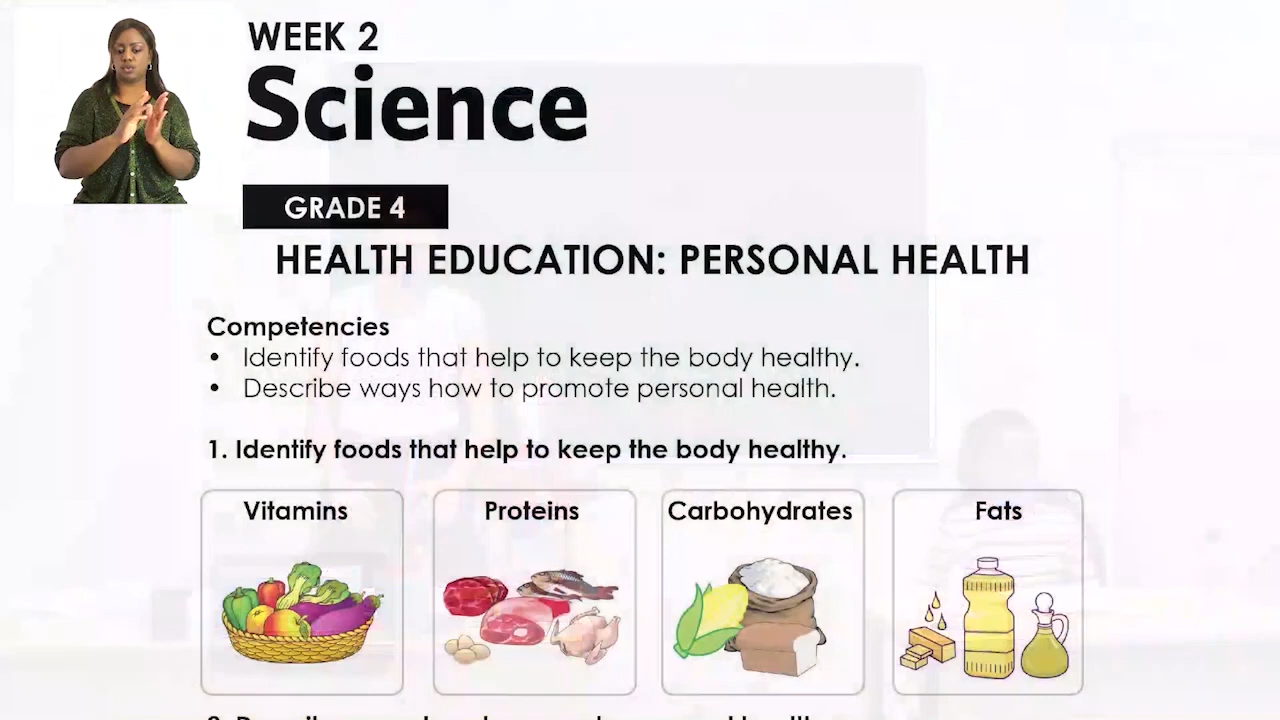 WEEK 2
Science
GRADE 4
HEALTH EDUCATION: PERSONAL HEALTH
Competencies
• Identify foods that help to keep the body healthy.
• Describe ways how to promote personal health.
1. Identify foods that help to keep the body healthy.
Vitamins
Proteins
Carbohydrates
Fats